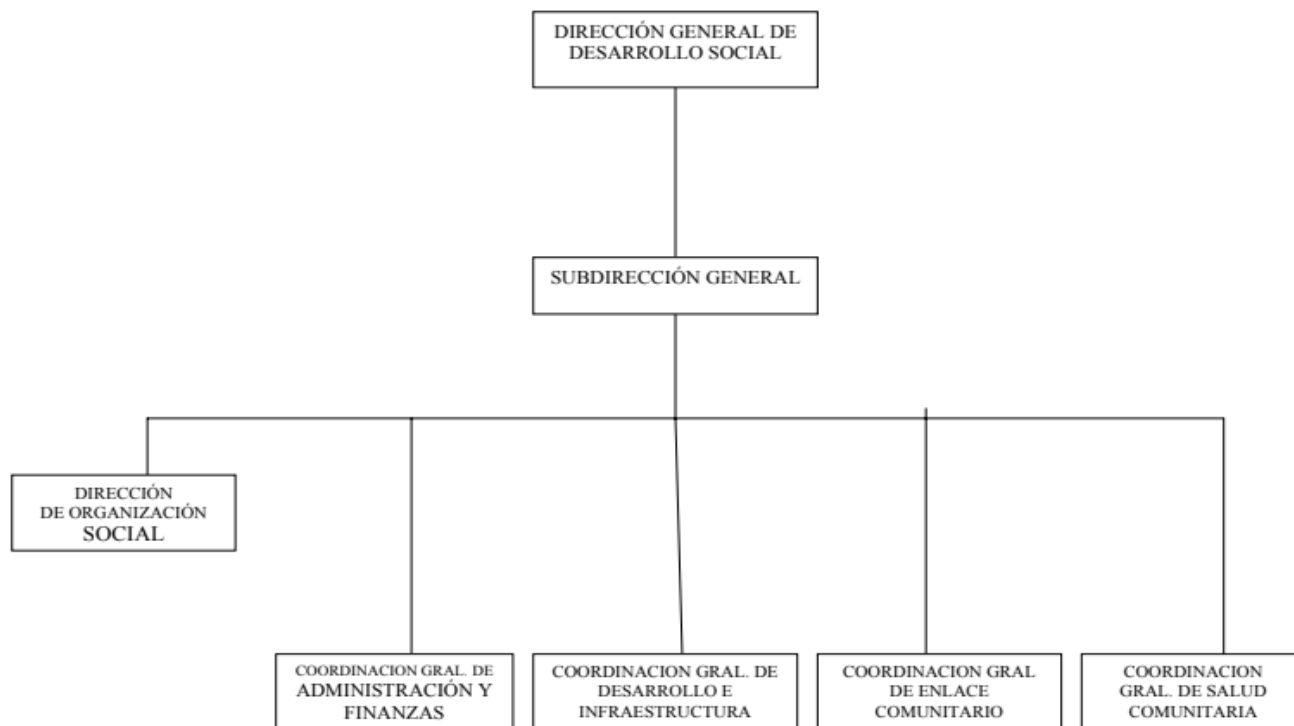 DIRECCIÓN GENERAL DE
DESARROLLO SOCIAL
SUBDIRECCIÓN GENERAL
DIRECCIÓN
DE ORGANIZACIÓN
SOCIAL
COORDINACION GRAL. DE
ADMINISTRACIÓN Y
FINANZAS
COORDINACION GRAL. DE
DESARROLLO E
INFRAESTRUCTURA
COORDINACION GRAL
DE ENLACE
COMUNITARIO
COORDINACION
GRAL. DE SALUD
COMUNITARIA